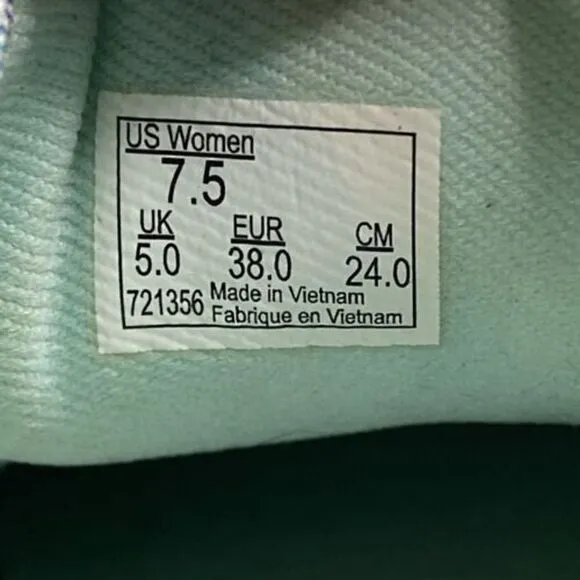 US Women
7.5
UK EUR CM
5.0 38.0 24.0
721356 Made in Vietnam
Fabrique en Vietnam